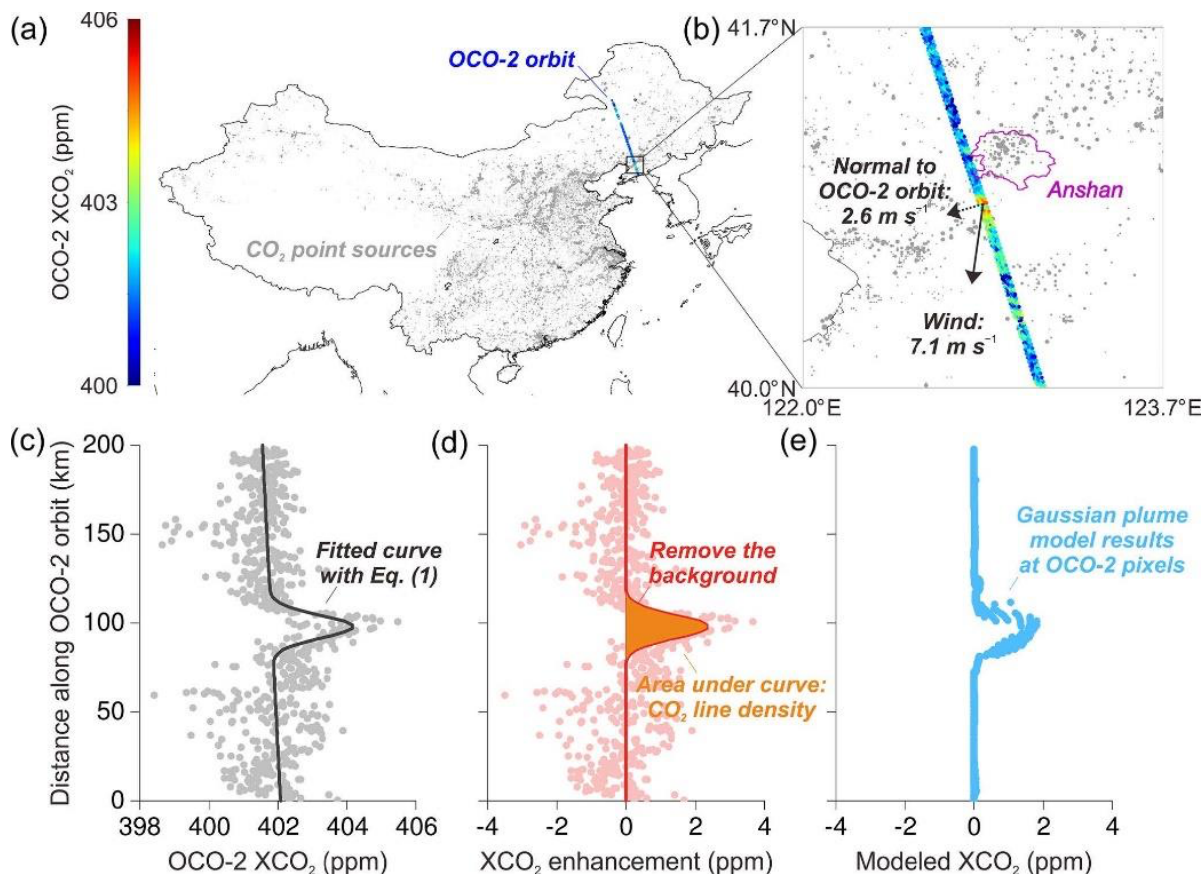 (a)
406
403
400
OCO-2 XCO₂ (ppm)
OCO-2 orbit
CO₂ point sources
(b)
41.7°N
40.0°N
122.0°E
123.7°E
Normal to
OCO-2 orbit:
2.6 m s⁻¹
Anshan
Wind:
7.1 m s⁻¹
(c)
Distance along OCO-2 orbit (km)
200
150
100
50
0
Fitted curve
with Eq. (1)
398
400
402
404
406
OCO-2 XCO₂ (ppm)
(d)
Remove the
background
Area under curve:
CO₂ line density
-4
-2
0
2
4
XCO₂ enhancement (ppm)
(e)
Gaussian plume
model results
at OCO-2 pixels
-4
-2
0
2
4
Modeled XCO₂ (ppm)